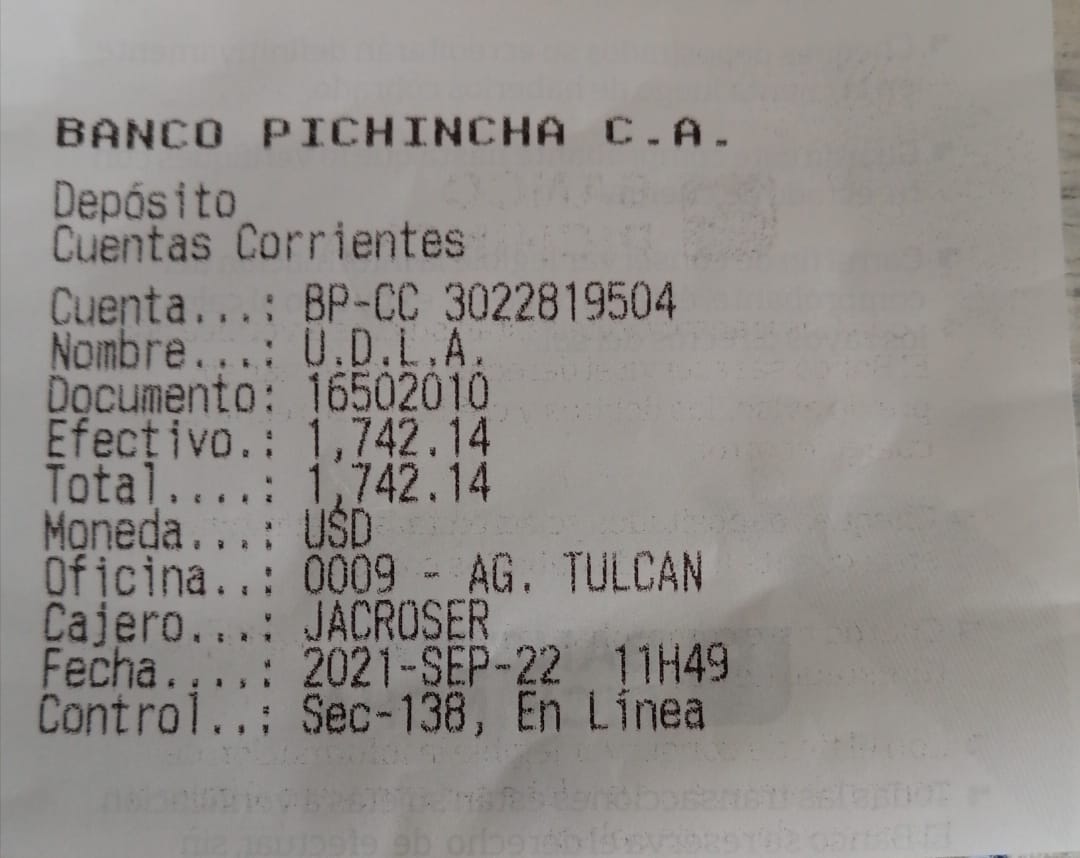 BANCO PICHINCHA C.A.
Depósito
Cuentas Corrientes
Cuenta...: BP-CC 3022819504
Nombre...: U.D.L.A.
Documento: 16502010
Efectivo.: 1,742.14
Total....: 1,742.14
Moneda...: USD
Oficina..: 0009 - AG. TULCAN
Cajero...: JACROSER
Fecha....: 2021-SEP-22 11H49
Control..: Sec-138, En Línea